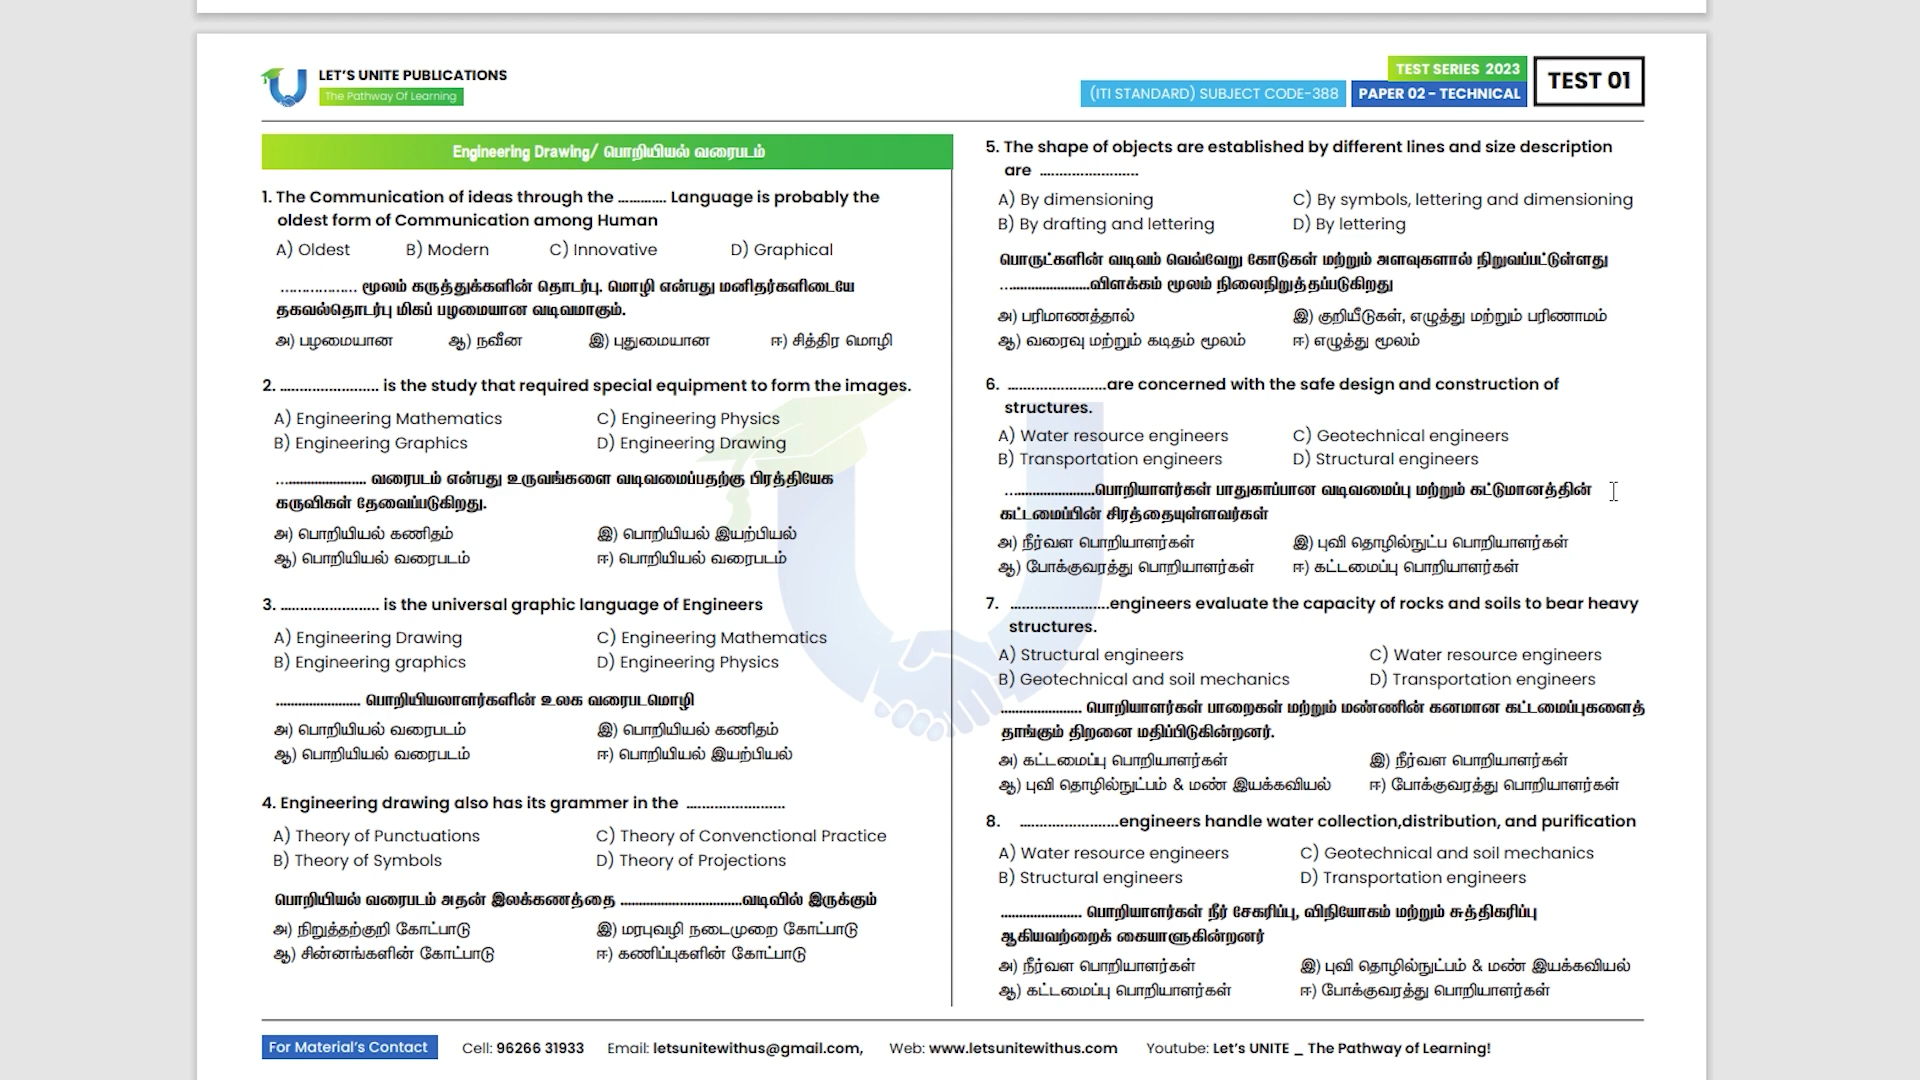 LET'S UNITE PUBLICATIONS
The Pathway Of Learning
TEST SERIES 2023
(ITI STANDARD) SUBJECT CODE-388
PAPER 02 - TECHNICAL
TEST 01
Engineering Drawing/ பொறியியல் வரைபடம்
1. The Communication of ideas through the ............. Language is probably the
oldest form of Communication among Human
A) Oldest B) Modern C) Innovative D) Graphical
................. மூலம் கருத்துக்களின் தொடர்பு. மொழி என்பது மனிதர்களிடையே
தகவல்தொடர்பு மிகப் பழமையான வடிவமாகும்.
அ) பழமையான ஆ) நவீன இ) புதுமையான ஈ) சித்திர மொழி
2. ......................... is the study that required special equipment to form the images.
A) Engineering Mathematics C) Engineering Physics
B) Engineering Graphics D) Engineering Drawing
......................... வரைபடம் என்பது உருவங்களை வடிவமைப்பதற்கு பிரத்தியேக
கருவிகள் தேவைப்படுகிறது.
அ) பொறியியல் கணிதம் இ) பொறியியல் இயற்பியல்
ஆ) பொறியியல் வரைபடம் ஈ) பொறியியல் வரைபடம்
3. ......................... is the universal graphic language of Engineers
A) Engineering Drawing C) Engineering Mathematics
B) Engineering graphics D) Engineering Physics
....................... பொறியியலாளர்களின் உலக வரைபடமொழி
அ) பொறியியல் வரைபடம் இ) பொறியியல் கணிதம்
ஆ) பொறியியல் வரைபடம் ஈ) பொறியியல் இயற்பியல்
4. Engineering drawing also has its grammer in the .........................
A) Theory of Punctuations C) Theory of Convenctional Practice
B) Theory of Symbols D) Theory of Projections
பொறியியல் வரைபடம் அதன் இலக்கணத்தை .................................வடிவில் இருக்கும்
அ) நிறுத்தற்குறி கோட்பாடு இ) மரபுவழி நடைமுறை கோட்பாடு
ஆ) சின்னங்களின் கோட்பாடு ஈ) கணிப்புகளின் கோட்பாடு
5. The shape of objects are established by different lines and size description
are .........................
A) By dimensioning C) By symbols, lettering and dimensioning
B) By drafting and lettering D) By lettering
பொருட்களின் வடிவம் வெவ்வேறு கோடுகள் மற்றும் அளவுகளால் நிறுவப்பட்டுள்ளது
.........................விளக்கம் மூலம் நிலைநிறுத்தப்படுகிறது
அ) பரிமாணத்தால் இ) குறியீடுகள், எழுத்து மற்றும் பரிணாமம்
ஆ) வரைவு மற்றும் கடிதம் மூலம் ஈ) எழுத்து மூலம்
6. .........................are concerned with the safe design and construction of
structures.
A) Water resource engineers C) Geotechnical engineers
B) Transportation engineers D) Structural engineers
.........................பொறியாளர்கள் பாதுகாப்பான வடிவமைப்பு மற்றும் கட்டுமானத்தின்
கட்டமைப்பின் சிரத்தையுள்ளவர்கள்
அ) நீர்வள பொறியாளர்கள் இ) புவி தொழில்நுட்ப பொறியாளர்கள்
ஆ) போக்குவரத்து பொறியாளர்கள் ஈ) கட்டமைப்பு பொறியாளர்கள்
7. .........................engineers evaluate the capacity of rocks and soils to bear heavy
structures.
A) Structural engineers C) Water resource engineers
B) Geotechnical and soil mechanics D) Transportation engineers
...................... பொறியாளர்கள் பாறைகள் மற்றும் மண்ணின் கனமான கட்டமைப்புகளைத்
தாங்கும் திறனை மதிப்பிடுகின்றனர்.
அ) கட்டமைப்பு பொறியாளர்கள் இ) நீர்வள பொறியாளர்கள்
ஆ) புவி தொழில்நுட்பம் & மண் இயக்கவியல் ஈ) போக்குவரத்து பொறியாளர்கள்
8. .........................engineers handle water collection,distribution, and purification
A) Water resource engineers C) Geotechnical and soil mechanics
B) Structural engineers D) Transportation engineers
...................... பொறியாளர்கள் நீர் சேகரிப்பு, விநியோகம் மற்றும் சுத்திகரிப்பு
ஆகியவற்றைக் கையாளுகின்றனர்
அ) நீர்வள பொறியாளர்கள் இ) புவி தொழில்நுட்பம் & மண் இயக்கவியல்
ஆ) கட்டமைப்பு பொறியாளர்கள் ஈ) போக்குவரத்து பொறியாளர்கள்
For Material's Contact Cell: 96266 31933 Email: letsunitewithus@gmail.com, Web: www.letsunitewithus.com Youtube: Let's UNITE _ The Pathway of Learning!